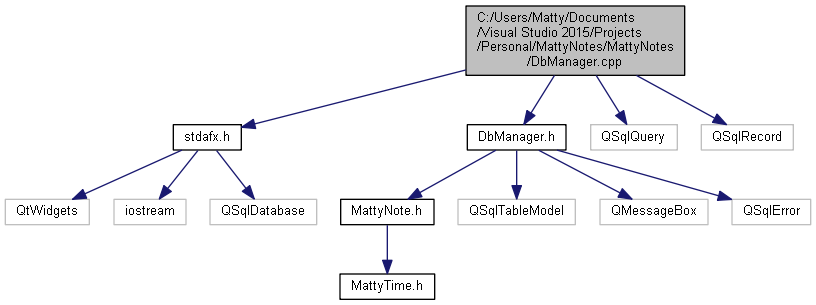 C:/Users/Matty/Documents
/Visual Studio 2015/Projects
/Personal/MattyNotes/MattyNotes
/DbManager.cpp
stdafx.h
DbManager.h
QSqlQuery
QSqlRecord
QtWidgets
iostream
QSqlDatabase
MattyNote.h
QSqlTableModel
QMessageBox
QSqlError
MattyTime.h